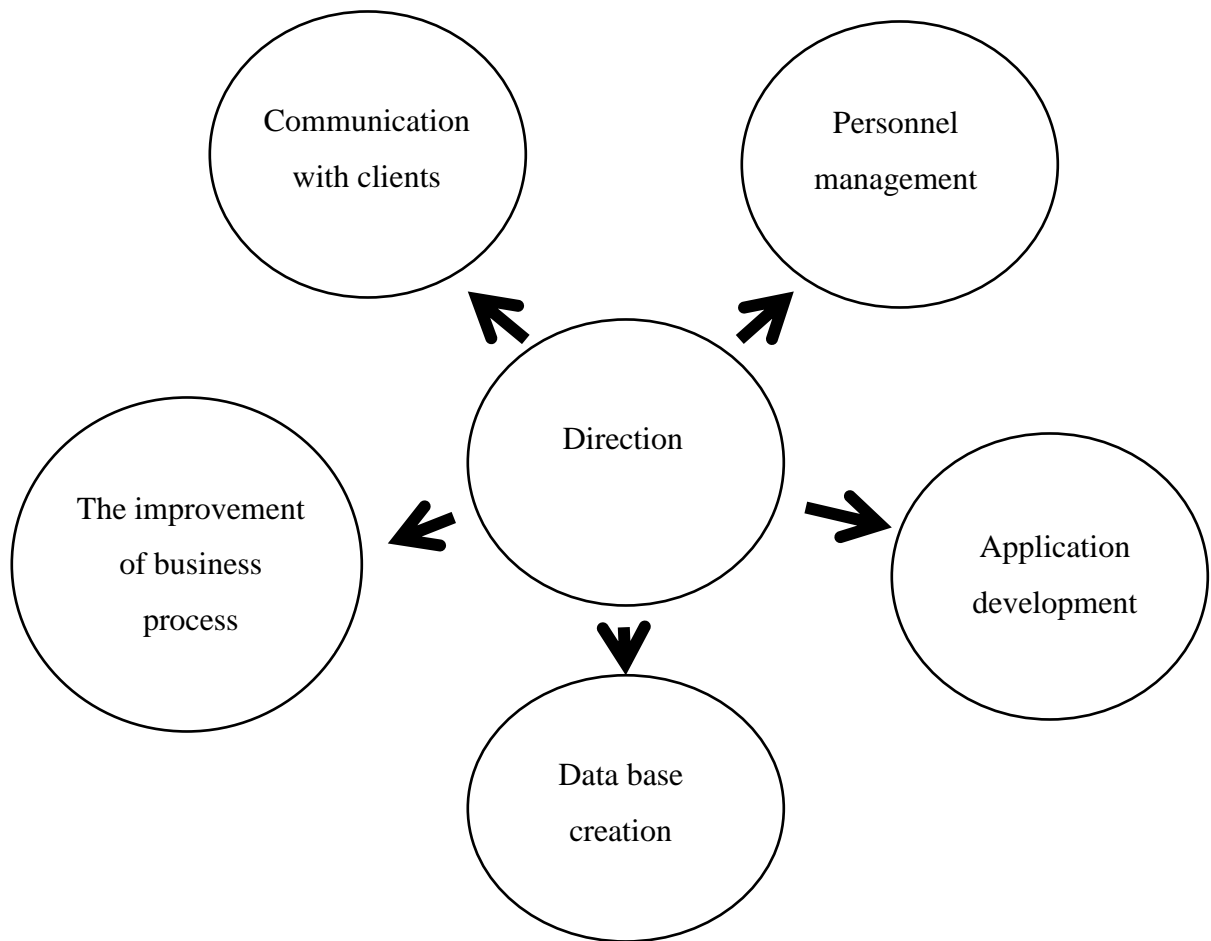 Communication
with clients
Personnel
management
Direction
The improvement
of business
process
Application
development
Data base
creation